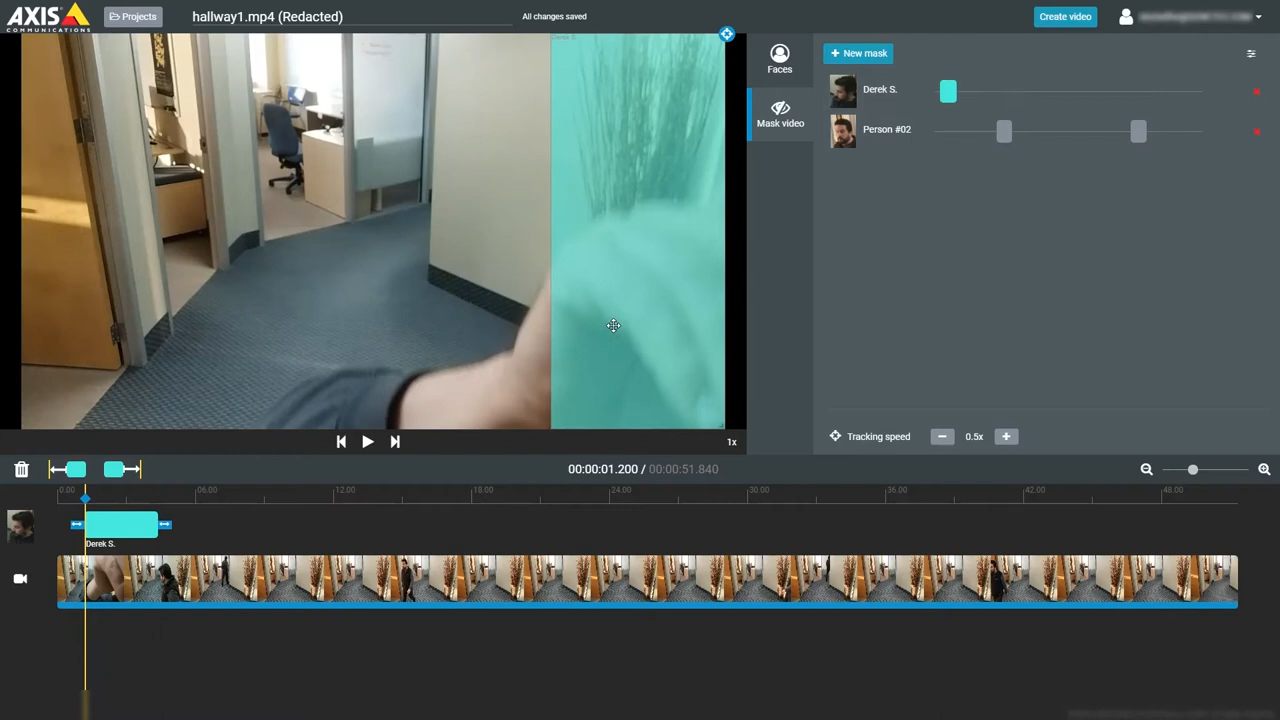 AXIS
COMMUNICATIONS
Projects
hallway1.mp4 (Redacted)
All changes saved
Create video
Derek S.
Faces
Mask video
+ New mask
Derek S.
Person #02
Tracking speed
0.5x
1x
00:00:01.200 / 00:00:51.840
0.00 06.00 12.00 18.00 24.00 30.00 36.00 42.00 48.00
Derek S.